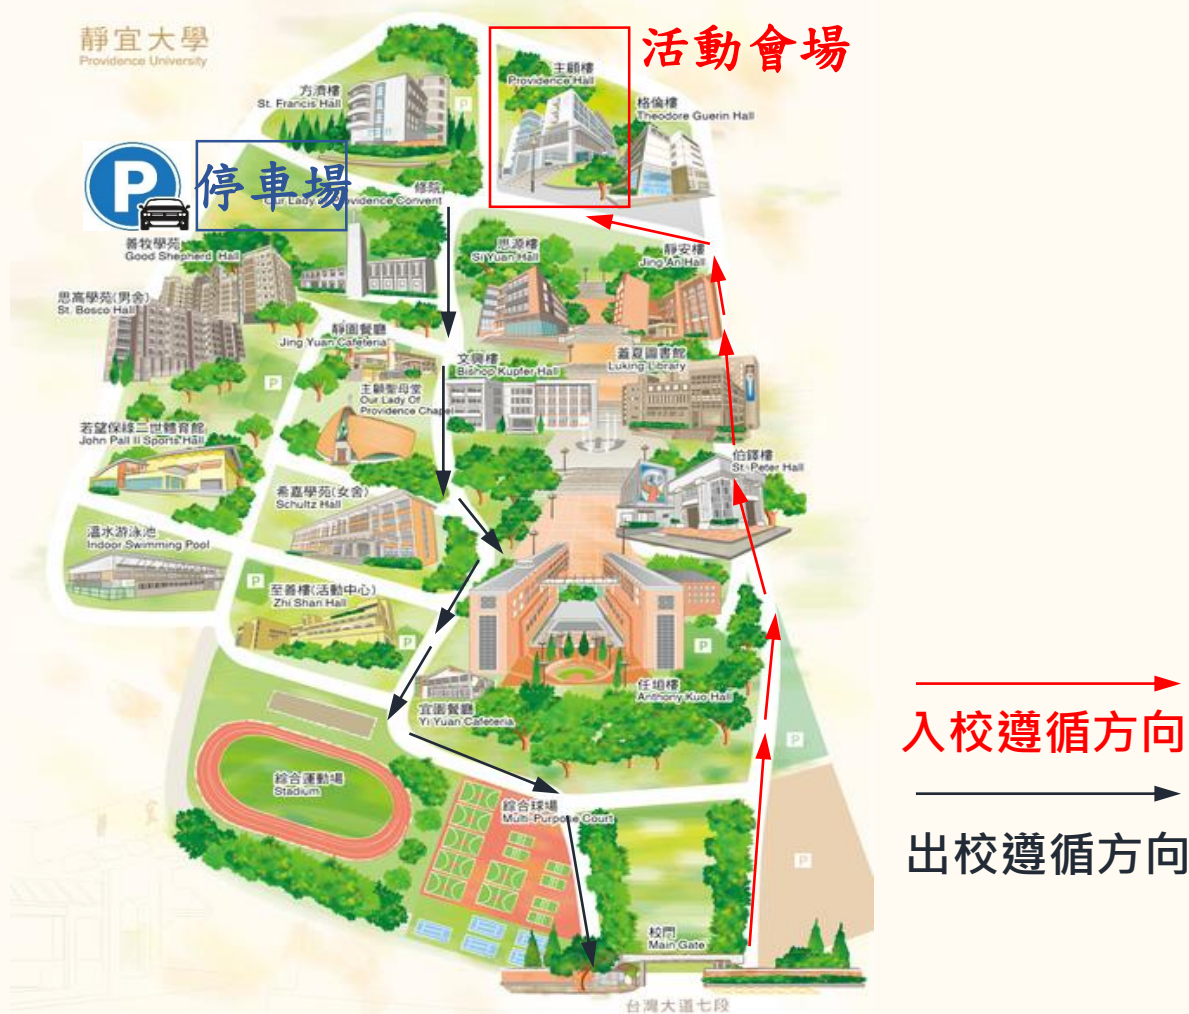 靜宜大學
Providence University
活動會場
主顧樓
Providence Hall
方濟樓
St. Francis Hall
P
格倫樓
Theodore Guerin Hall
P
停車場
修院
Our Lady of Providence Convent
善牧學苑
Good Shepherd Hall
思源樓
Si Yuan Hall
靜安樓
Jing An Hall
思高學苑(男舍)
St. Bosco Hall
靜園餐廳
Jing Yuan Cafeteria
文興樓
Bishop Kupfer Hall
蓋夏圖書館
Luking Library
P
主顧聖母堂
Our Lady Of
Providence Chapel
若望保祿二世體育館
John Pall II Sports Hall
伯鐸樓
St. Peter Hall
希嘉學苑(女舍)
Schultz Hall
溫水游泳池
Indoor Swimming Pool
P
至善樓(活動中心)
Zhi Shan Hall
P
P
任垣樓
Anthony Kuo Hall
宜園餐廳
Yi Yuan Cafeteria
入校遵循方向
P
綜合運動場
Stadium
綜合球場
Multi-Purpose Court
出校遵循方向
P
校門
Main Gate
台灣大道七段